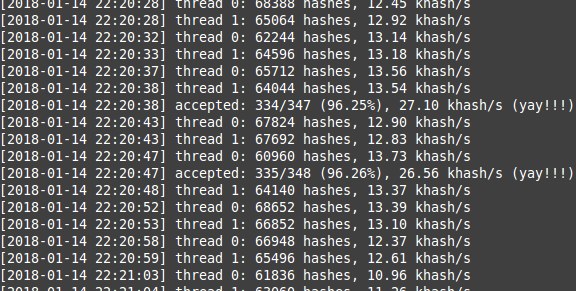 [2018-01-14 22:20:28] thread 0: 68388 hashes, 12.45 khash/s
[2018-01-14 22:20:28] thread 1: 65064 hashes, 12.92 khash/s
[2018-01-14 22:20:32] thread 0: 62244 hashes, 13.14 khash/s
[2018-01-14 22:20:33] thread 1: 64596 hashes, 13.18 khash/s
[2018-01-14 22:20:37] thread 0: 65712 hashes, 13.56 khash/s
[2018-01-14 22:20:38] thread 1: 64044 hashes, 13.54 khash/s
[2018-01-14 22:20:38] accepted: 334/347 (96.25%), 27.10 khash/s (yay!!!)
[2018-01-14 22:20:43] thread 0: 67824 hashes, 12.90 khash/s
[2018-01-14 22:20:43] thread 1: 67692 hashes, 12.83 khash/s
[2018-01-14 22:20:47] thread 0: 60960 hashes, 13.73 khash/s
[2018-01-14 22:20:47] accepted: 335/348 (96.26%), 26.56 khash/s (yay!!!)
[2018-01-14 22:20:48] thread 1: 64140 hashes, 13.37 khash/s
[2018-01-14 22:20:52] thread 0: 68652 hashes, 13.39 khash/s
[2018-01-14 22:20:53] thread 1: 66852 hashes, 13.10 khash/s
[2018-01-14 22:20:58] thread 0: 66948 hashes, 12.37 khash/s
[2018-01-14 22:20:59] thread 1: 65496 hashes, 12.61 khash/s
[2018-01-14 22:21:03] thread 0: 61836 hashes, 10.96 khash/s
[2018-01-14 22:21:04] thread 1: hashes, khash/s